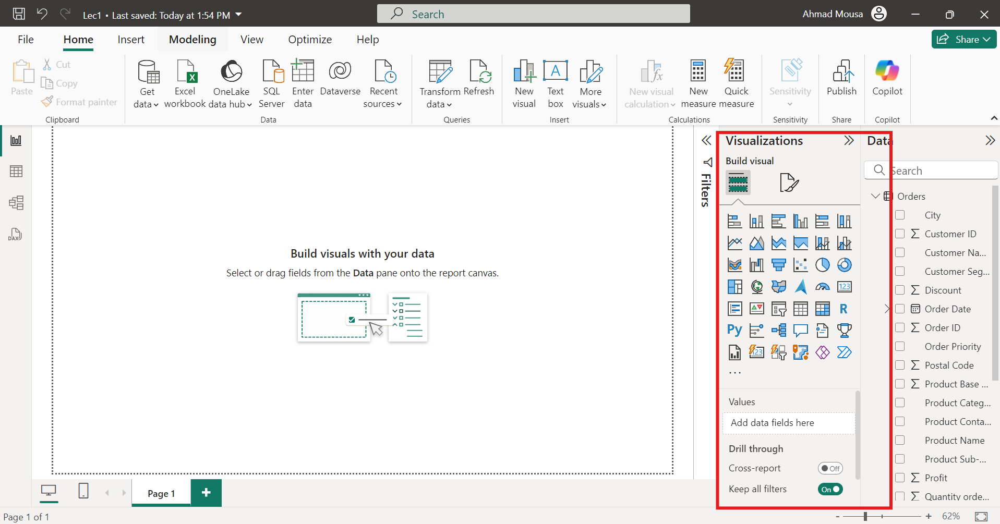 Lec1 • Last saved: Today at 1:54 PM
Search
Ahmad Mousa
File Home Insert Modeling View Optimize Help
Share
Paste
Cut
Copy
Format painter
Clipboard
Get data
Excel workbook
OneLake data hub
SQL Server
Enter data
Dataverse
Recent sources
Data
Transform data
Refresh
Queries
New visual
A
Text box
More visuals
Insert
fx
New visual calculation
New measure
Quick measure
Calculations
Sensitivity
Sensitivity
Publish
Share
Copilot
Copilot
DAX
Build visuals with your data
Select or drag fields from the Data pane onto the report canvas.
Filters
Visualizations
Build visual
123
R
Py
123
...
Values
Add data fields here
Drill through
Cross-report Off
Keep all filters On
Data
Search
Orders
City
Σ Customer ID
Customer Na...
Customer Seg...
Σ Discount
Order Date
Σ Order ID
Order Priority
Σ Postal Code
Σ Product Base ...
Product Categ...
Product Conta...
Product Name
Product Sub-...
Σ Profit
Σ Quantity orde...
Page 1 +
Page 1 of 1
- + 62%